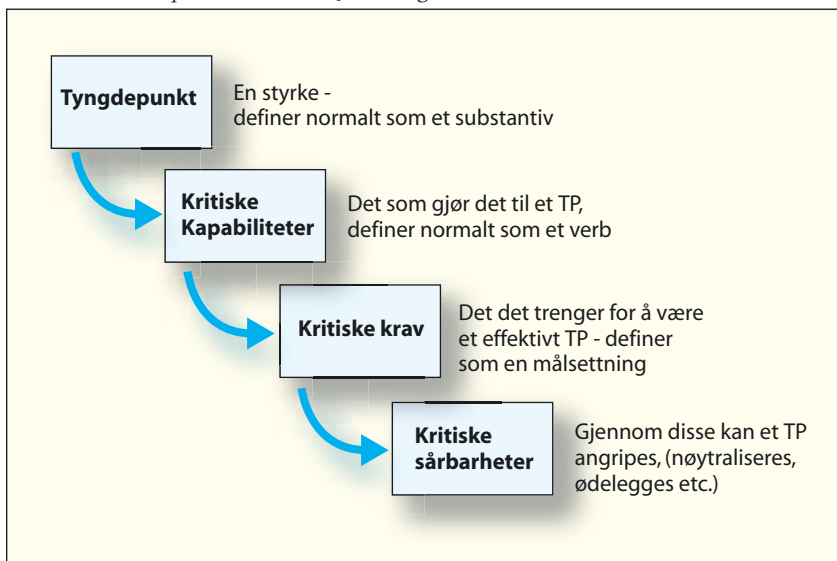 Tyngdepunkt
En styrke -
definer normalt som et substantiv
Kritiske
Kapabiliteter
Det som gjør det til et TP,
definer normalt som et verb
Kritiske krav
Det det trenger for å være
et effektivt TP - definer
som en målsettning
Kritiske
sårbarheter
Gjennom disse kan et TP
angripes, (nøytraliseres,
ødelegges etc.)